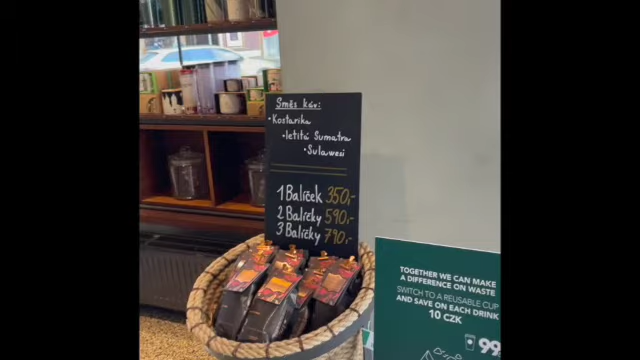 Směs káv:
•Kostarika
•letitá Sumatra
•Sulawesi
1 Balíček 350,-
2 Balíčky 590,-
3 Balíčky 790,-
TOGETHER WE CAN MAKE
A DIFFERENCE ON WASTE
SWITCH TO A REUSABLE CUP
AND SAVE ON EACH DRINK
10 CZK
99